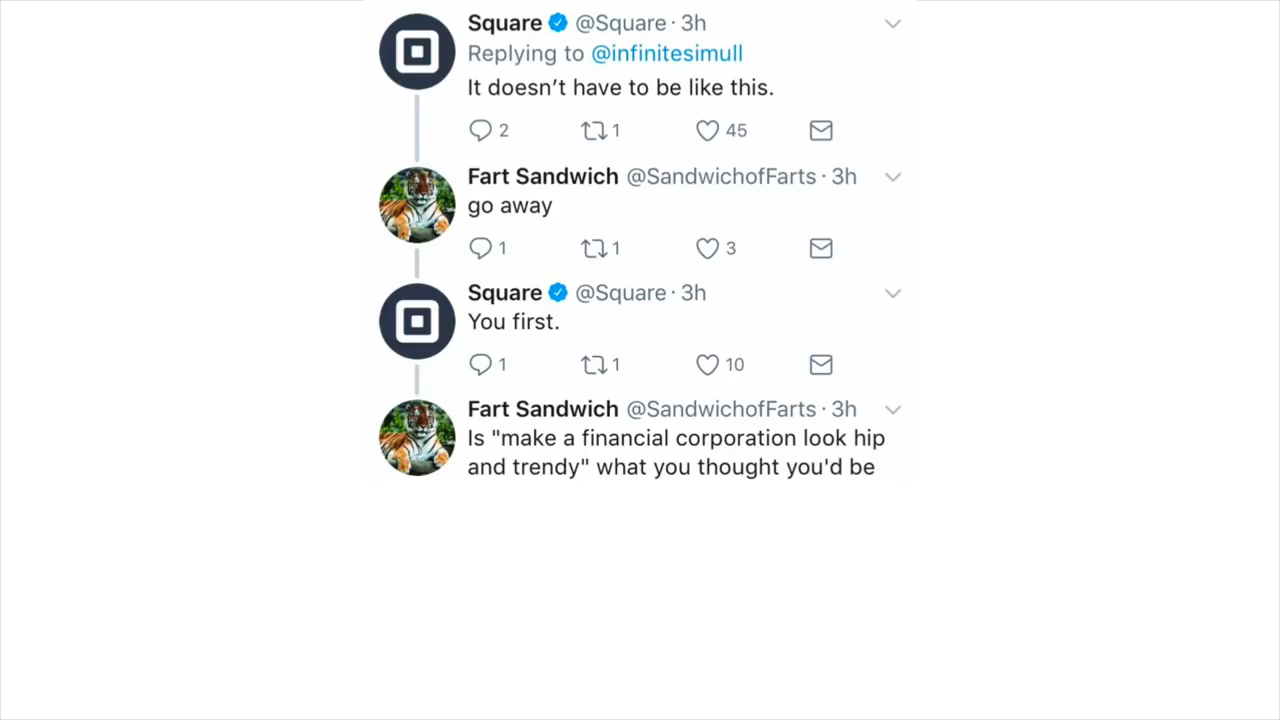 Square @Square · 3h
Replying to @infinitesimull
It doesn’t have to be like this.
2 1 45
Fart Sandwich @SandwichofFarts · 3h
go away
1 1 3
Square @Square · 3h
You first.
1 1 10
Fart Sandwich @SandwichofFarts · 3h
Is "make a financial corporation look hip
and trendy" what you thought you'd be